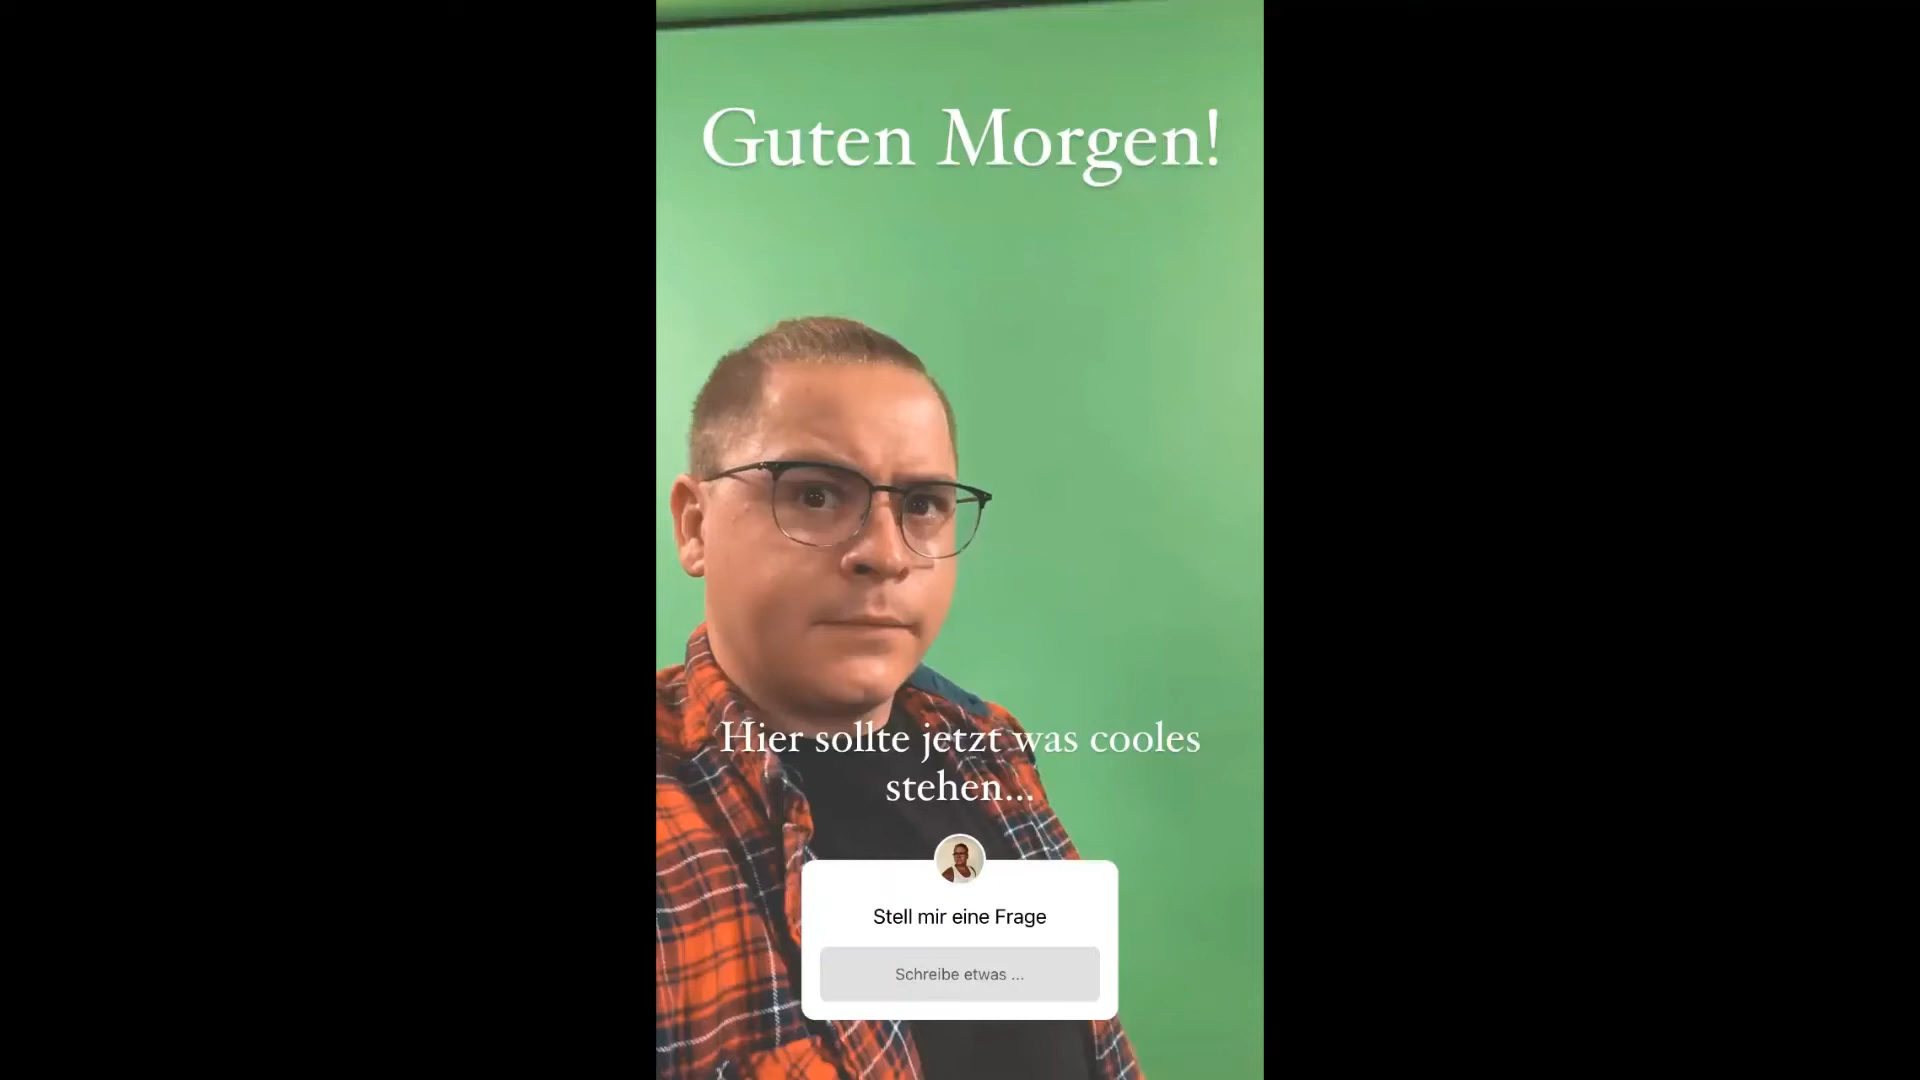 Guten Morgen!
Hier sollte jetzt was cooles
stehen...
Stell mir eine Frage
Schreibe etwas ...